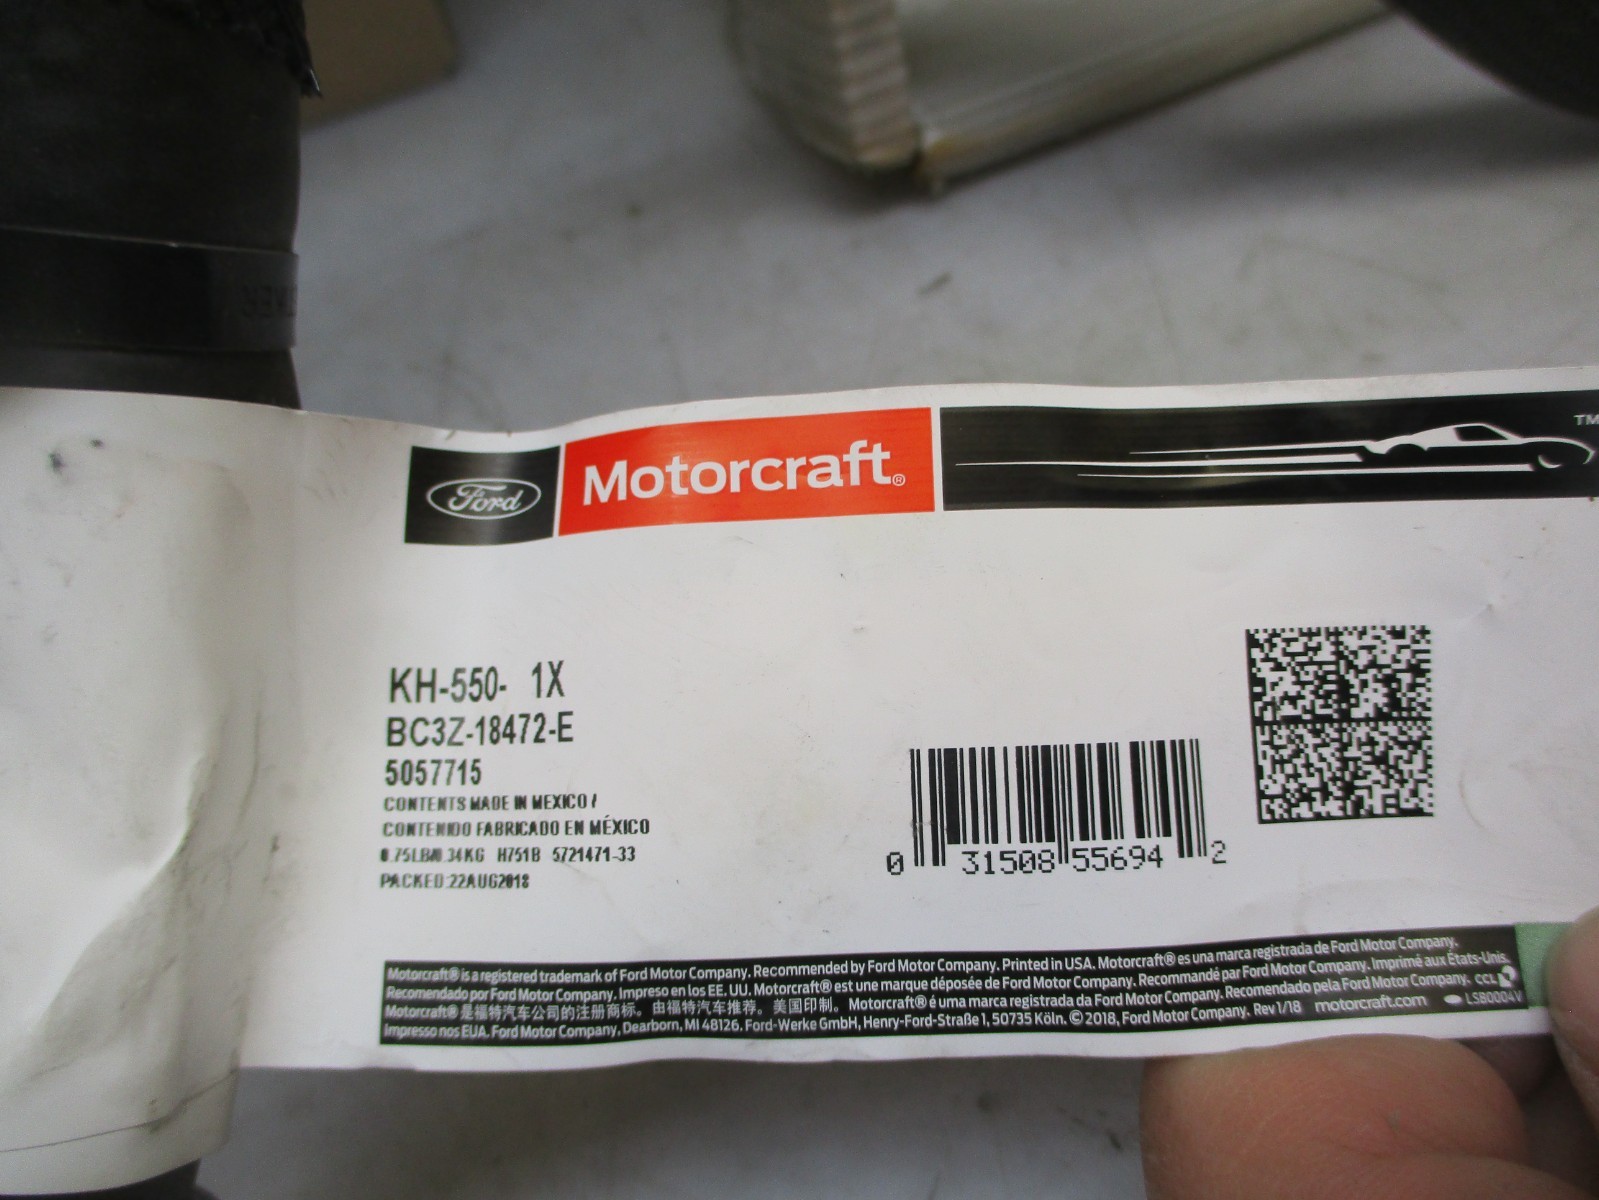 Ford Motorcraft® TM
KH-550- 1X
BC3Z-18472-E
5057715
CONTENTS MADE IN MEXICO /
CONTENIDO FABRICADO EN MÉXICO
0.75LB/0.34KG H751B 5721471-33
PACKED:22AUG2018
0 31508 55694 2
Motorcraft® is a registered trademark of Ford Motor Company. Recommended by Ford Motor Company. Printed in USA. Motorcraft® es una marca registrada de Ford Motor Company.
Recomendado por Ford Motor Company. Impreso en los EE. UU. Motorcraft® est une marque déposée de Ford Motor Company. Recommandé par Ford Motor Company. Imprimé aux États-Unis.
Motorcraft® 是福特汽车公司的注册商标。由福特汽车推荐。美国印制。 Motorcraft® é uma marca registrada da Ford Motor Company. Recomendado pela Ford Motor Company. CCL
Impresso nos EUA. Ford Motor Company, Dearborn, MI 48126. Ford-Werke GmbH, Henry-Ford-Straße 1, 50735 Köln. © 2018, Ford Motor Company. Rev 1/18 motorcraft.com LSB0004V